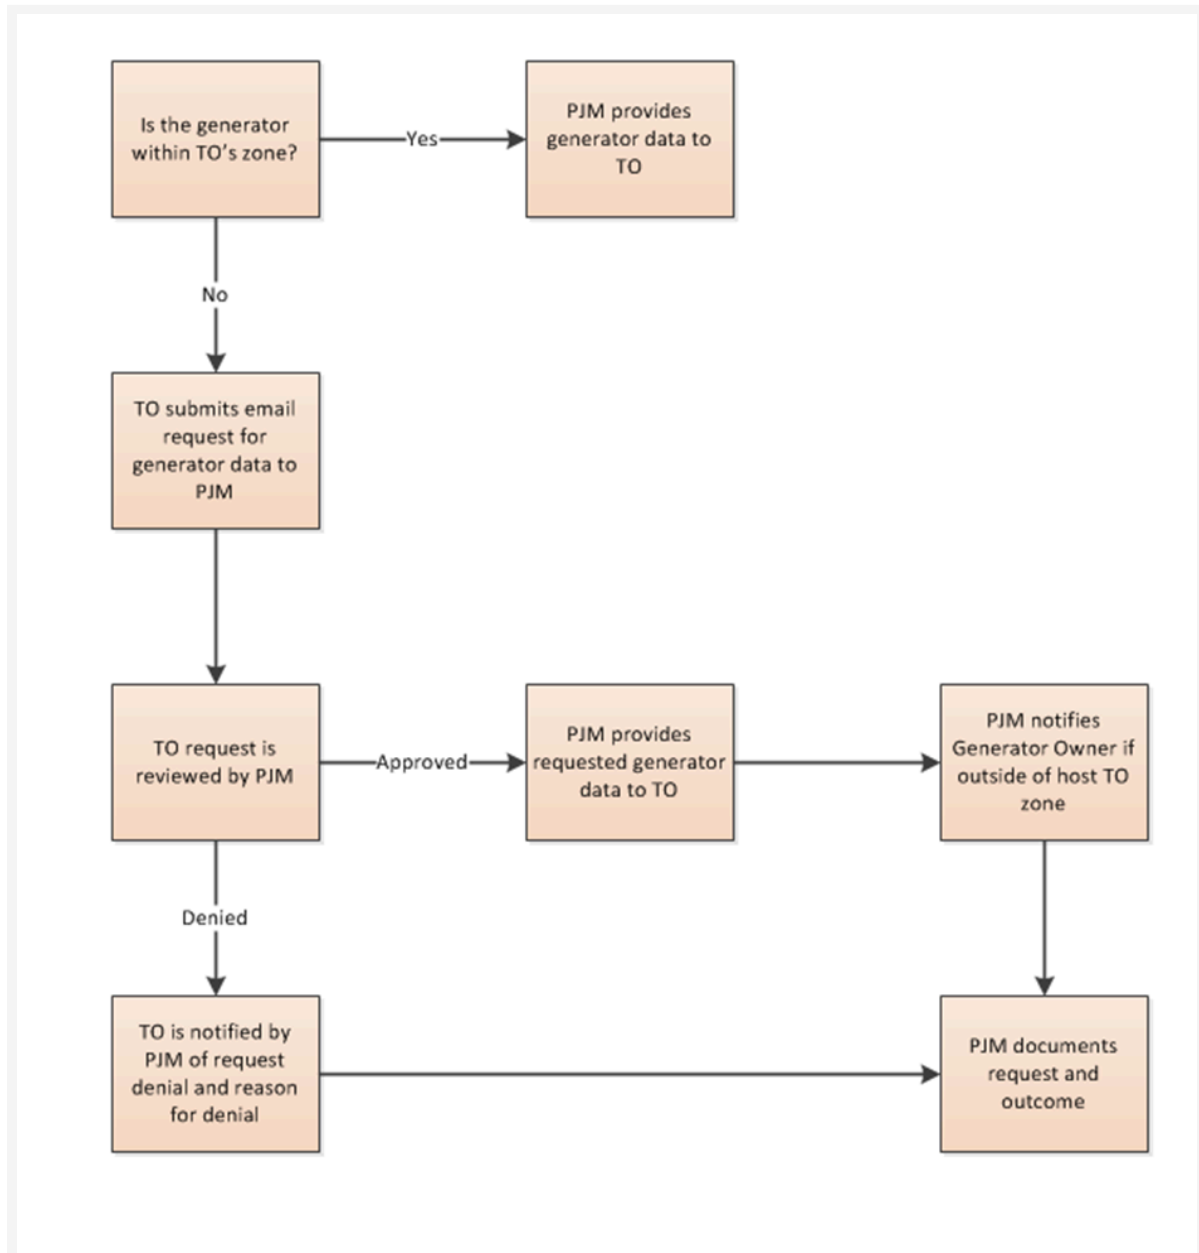 Is the generator
within TO's zone?
Yes
PJM provides
generator data to
TO
No
TO submits email
request for
generator data to
PJM
TO request is
reviewed by PJM
Approved
PJM provides
requested generator
data to TO
PJM notifies
Generator Owner if
outside of host TO
zone
Denied
TO is notified by
PJM of request
denial and reason
for denial
PJM documents
request and
outcome